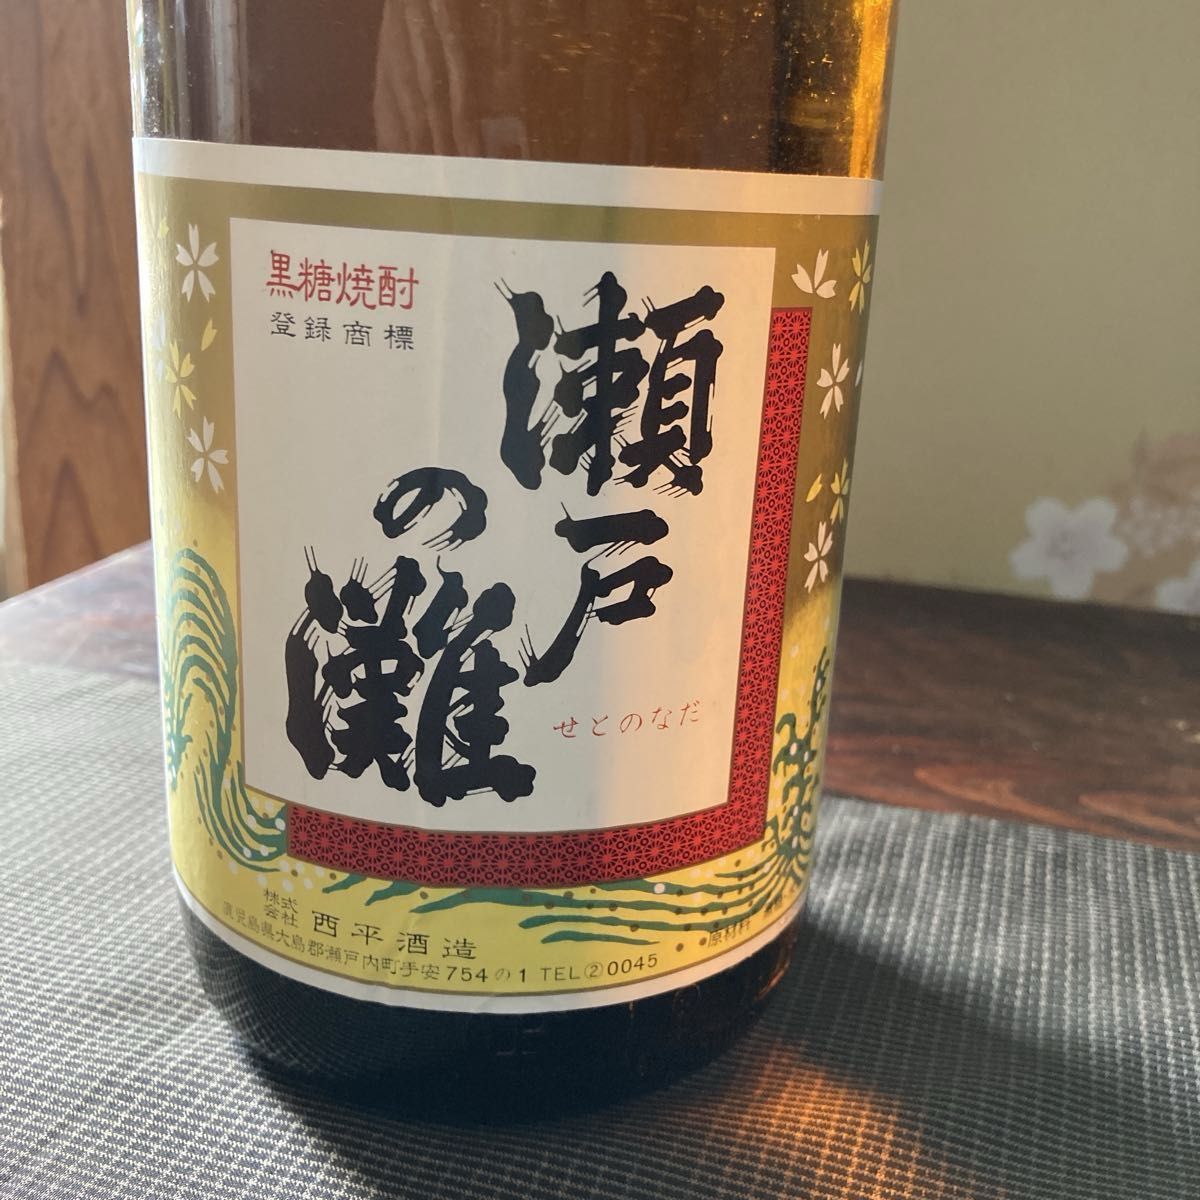 黒糖焼酎
登録商標
瀬戸
の灘
せとのなだ
株式会社 西平酒造
鹿児島県大島郡瀬戸内町手安754の1 TEL②0045
原材料